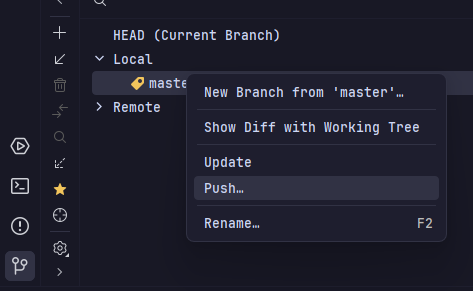 HEAD (Current Branch)
Local
master
New Branch from 'master'…
Show Diff with Working Tree
Remote
Update
Push…
Rename… F2